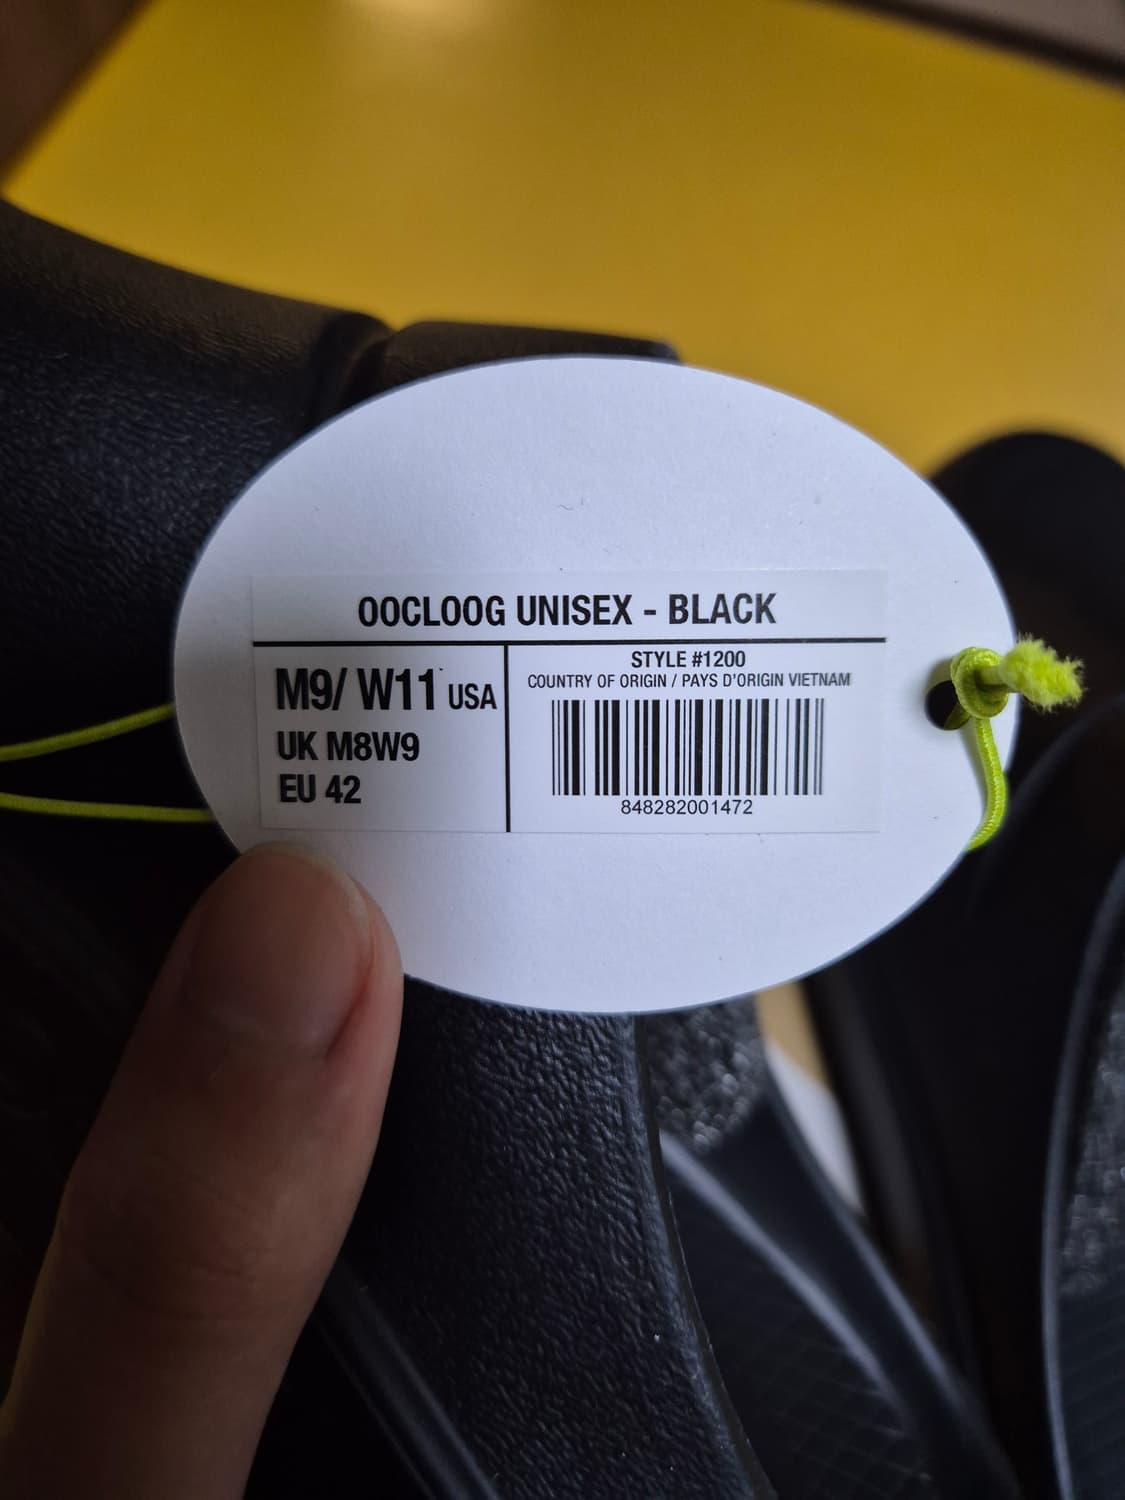 OOCLOOG UNISEX - BLACK
M9/ W11 USA
UK M8W9
EU 42
STYLE #1200
COUNTRY OF ORIGIN / PAYS D'ORIGIN VIETNAM
848282001472